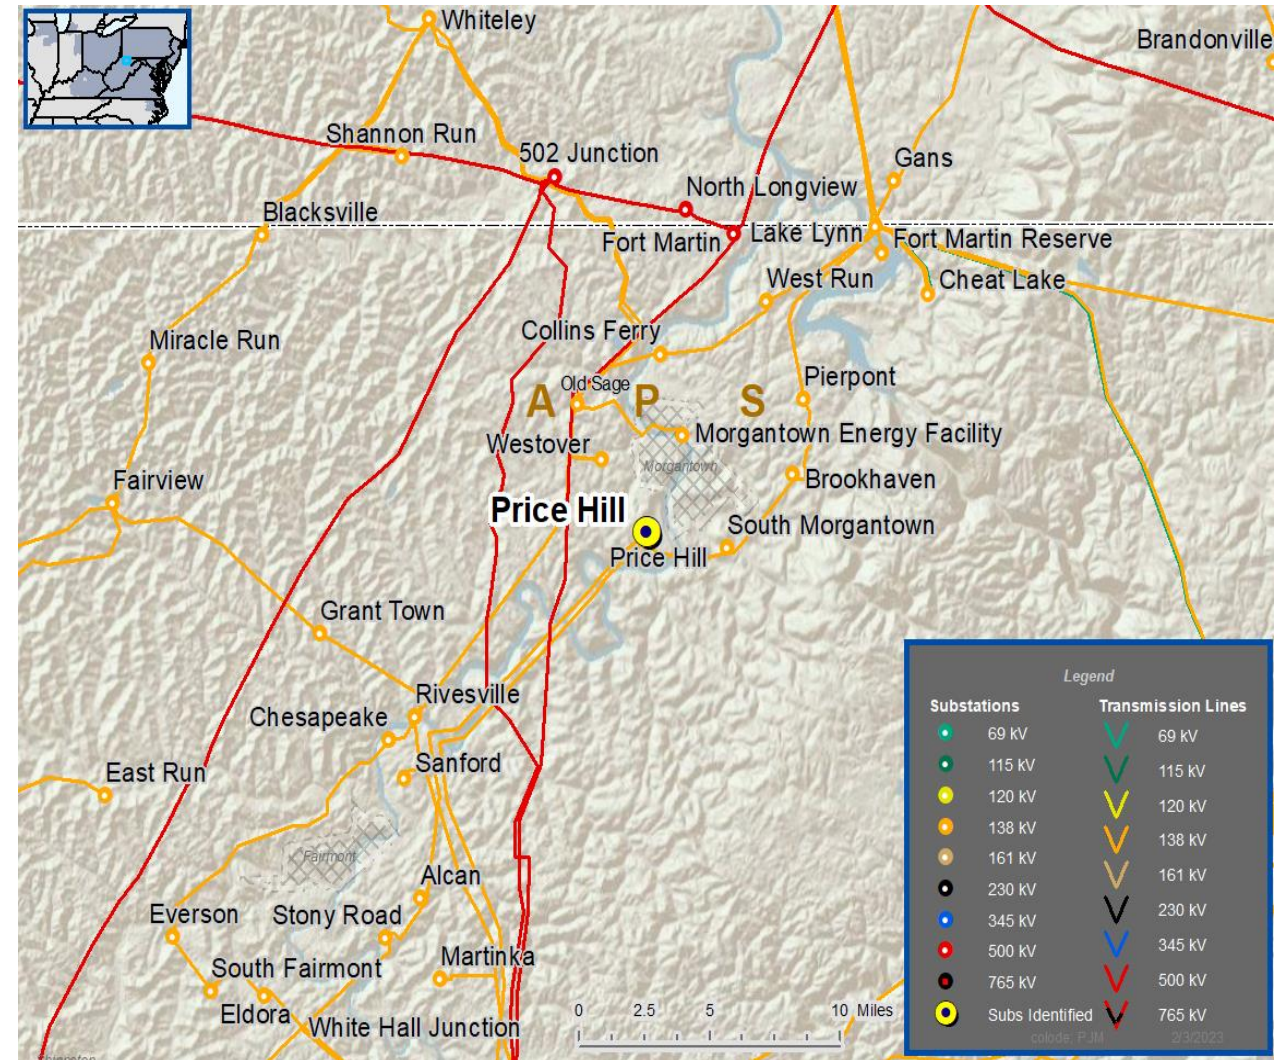 Whiteley
Brandonville
Shannon Run
502 Junction
Gans
North Longview
Blacksville
Fort Martin
Lake Lynn
Fort Martin Reserve
West Run
Cheat Lake
Collins Ferry
Miracle Run
Old Sage
Pierpont
A P S
Westover
Morgantown Energy Facility
Morgantown
Fairview
Brookhaven
Price Hill
South Morgantown
Price Hill
Grant Town
Rivesville
Chesapeake
Sanford
East Run
Fairmont
Alcan
Everson
Stony Road
Martinka
South Fairmont
Eldora
White Hall Junction
0 2.5 5 10 Miles
Legend
Substations Transmission Lines
69 kV 69 kV
115 kV 115 kV
120 kV 120 kV
138 kV 138 kV
161 kV 161 kV
230 kV 230 kV
345 kV 345 kV
500 kV 500 kV
765 kV 765 kV
Subs Identified
colode: PJM 2/3/2023